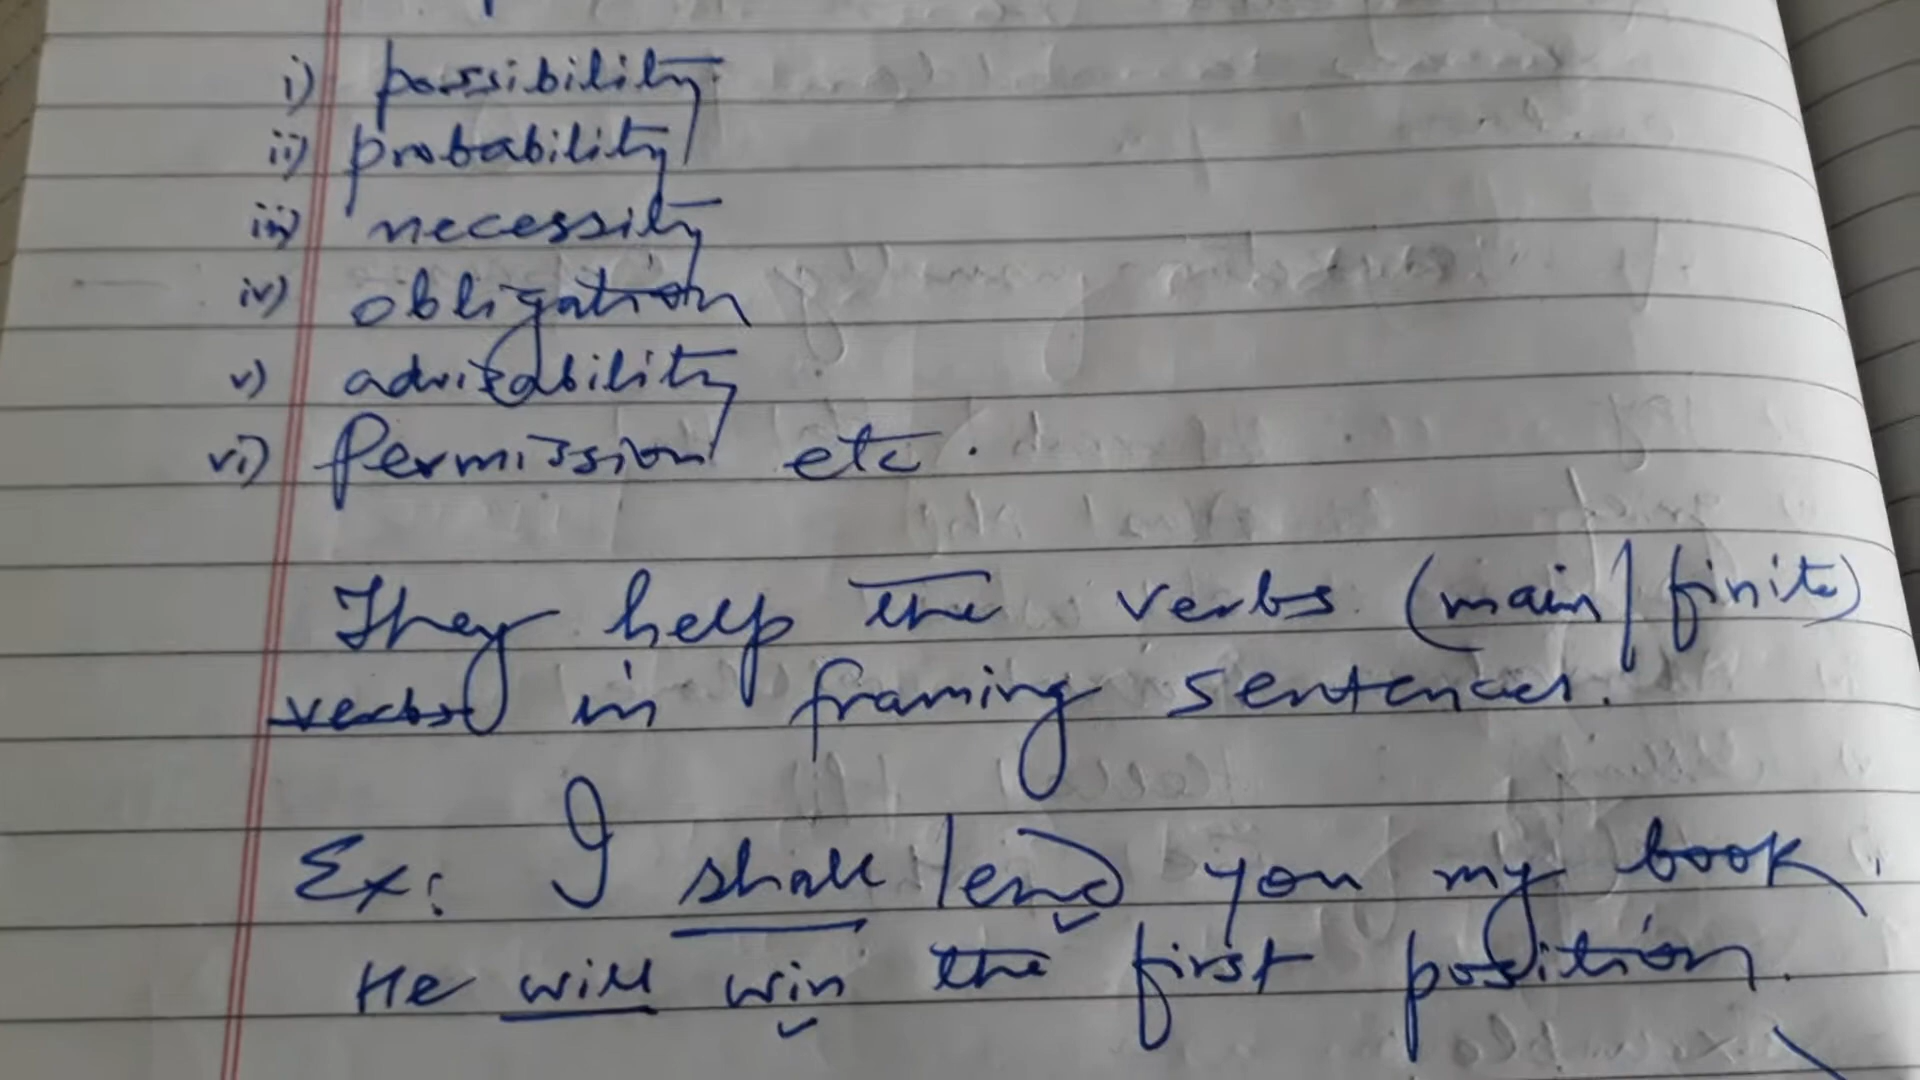 i) possibility
ii) probability
iii) necessity
iv) obligation
v) advisability
vi) Permission etc.
They help the verbs (main/finite)
verbs in framing sentences.
Ex: I shall lend you my book.
He will win the first position.